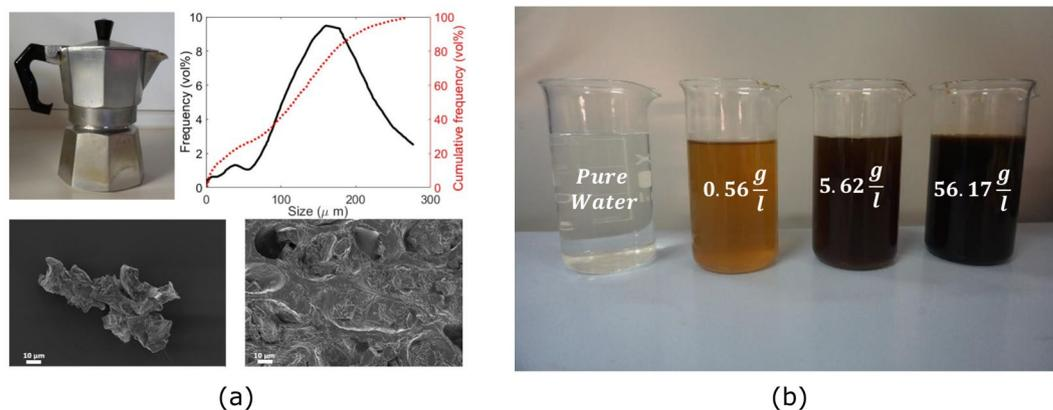 10
100
8
80
6
60
4
40
2
20
0
0
0
100
200
300
Frequency (vol%)
Cumulative frequency (vol%)
Size (μ m)
10 μm
10 μm
(a)
Pure
Water
0.56 g/l
5.62 g/l
56.17 g/l
(b)